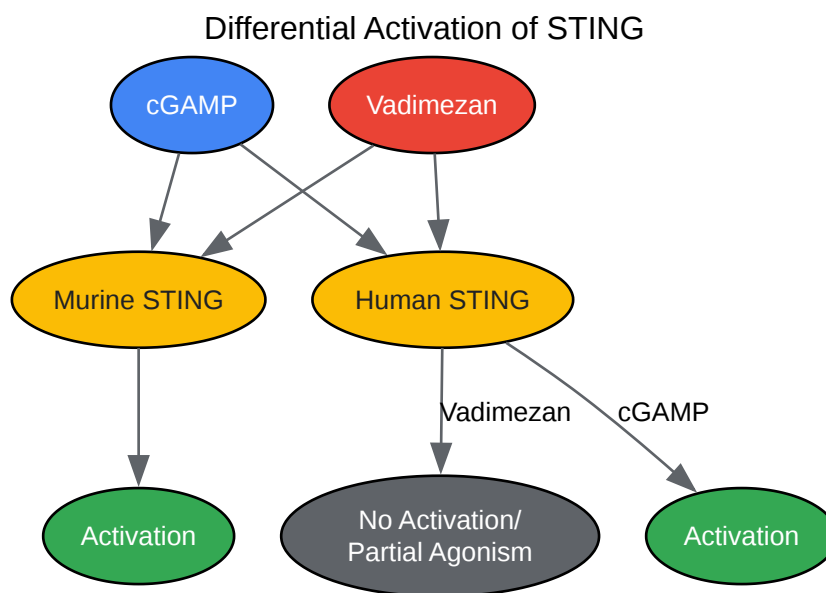 Differential Activation of STING
cGAMP
Vadimezan
Murine STING
Human STING
Vadimezan
cGAMP
Activation
No Activation/
Partial Agonism
Activation